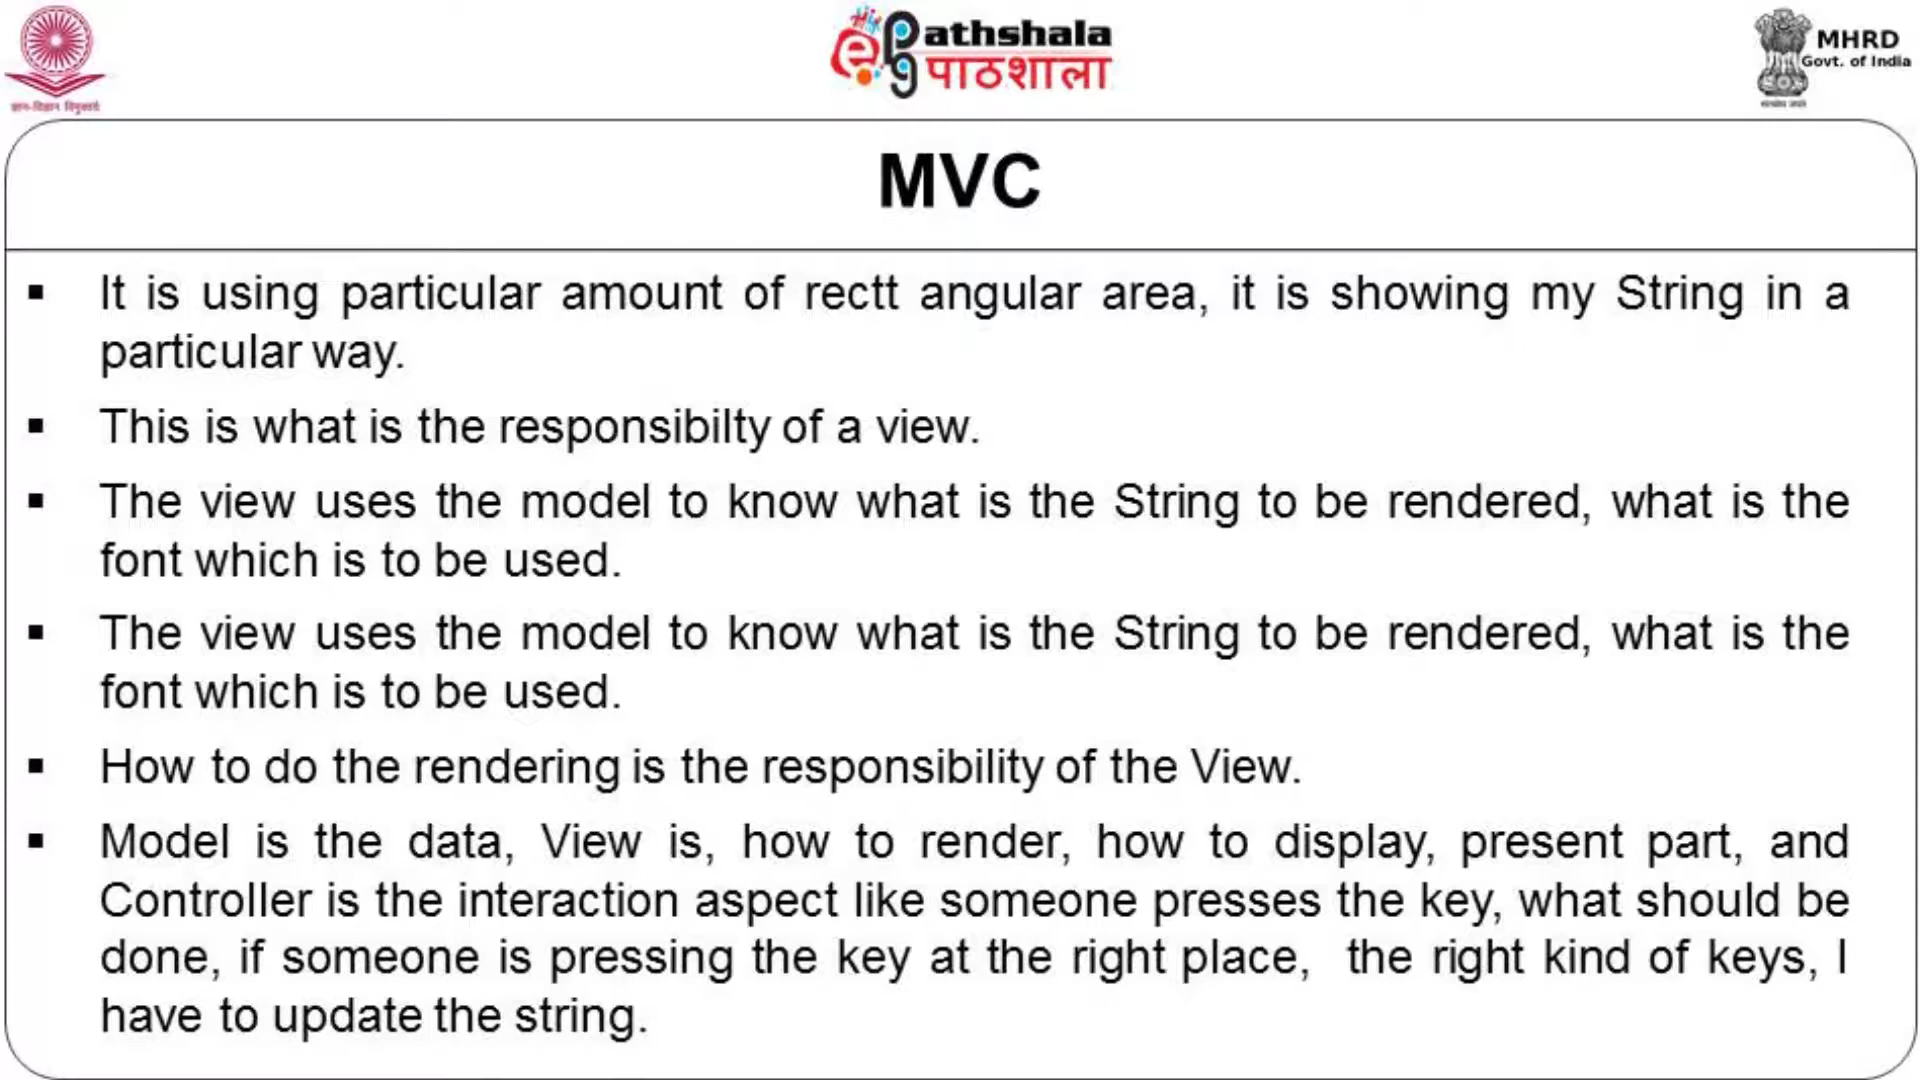 ज्ञान-विज्ञान विमुक्तये
ePathshala
पाठशाला
MHRD
Govt. of India
MVC
▪ It is using particular amount of rectt angular area, it is showing my String in a
particular way.
▪ This is what is the responsibilty of a view.
▪ The view uses the model to know what is the String to be rendered, what is the
font which is to be used.
▪ The view uses the model to know what is the String to be rendered, what is the
font which is to be used.
▪ How to do the rendering is the responsibility of the View.
▪ Model is the data, View is, how to render, how to display, present part, and
Controller is the interaction aspect like someone presses the key, what should be
done, if someone is pressing the key at the right place, the right kind of keys, I
have to update the string.